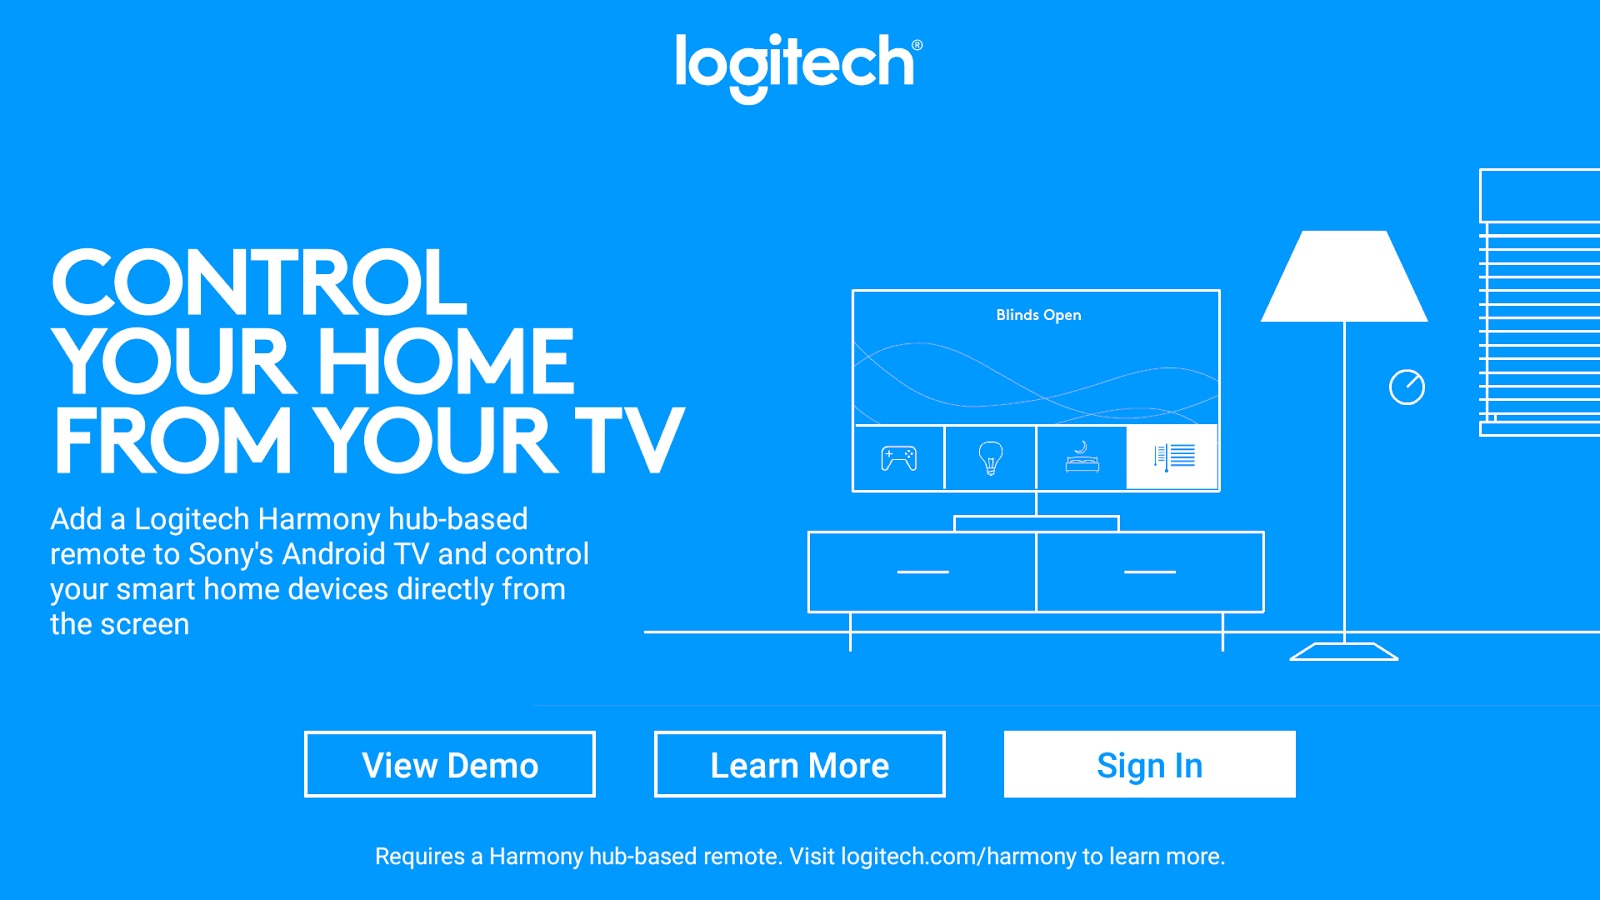 logitech®
CONTROL
YOUR HOME
FROM YOUR TV
Add a Logitech Harmony hub-based
remote to Sony's Android TV and control
your smart home devices directly from
the screen
Blinds Open
View Demo
Learn More
Sign In
Requires a Harmony hub-based remote. Visit logitech.com/harmony to learn more.